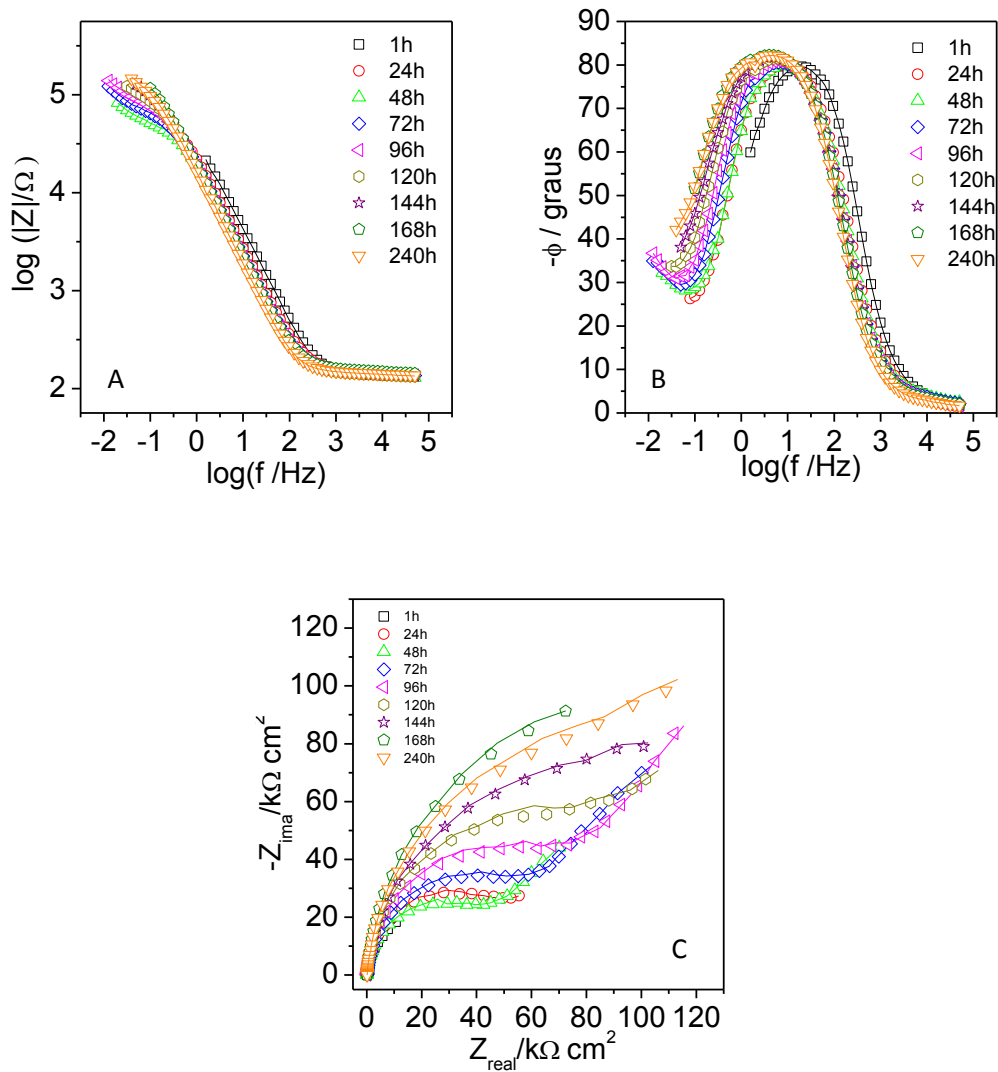 5
4
3
2
-2 -1 0 1 2 3 4 5
log (|Z|/Ω)
log(f /Hz)
A
1h
24h
48h
72h
96h
120h
144h
168h
240h
90
80
70
60
50
40
30
20
10
0
-2 -1 0 1 2 3 4 5
-ϕ / graus
log(f /Hz)
B
1h
24h
48h
72h
96h
120h
144h
168h
240h
120
100
80
60
40
20
0
0 20 40 60 80 100 120
-Z_ima/kΩ cm²
Z_real/kΩ cm²
C
1h
24h
48h
72h
96h
120h
144h
168h
240h